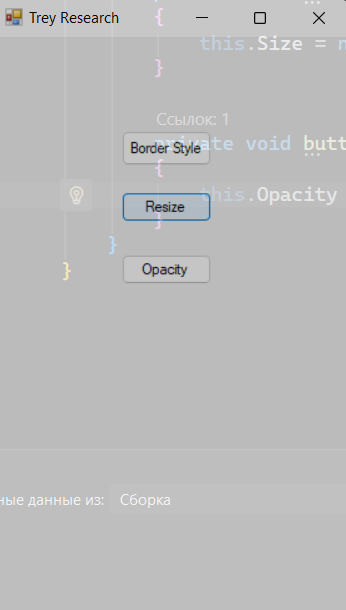 Trey Research
{
this.Size = n
}
Ссылок: 1
private void butt
Border Style
{
this.Opacity
Resize
}
}
Opacity
}
ные данные из: Сборка